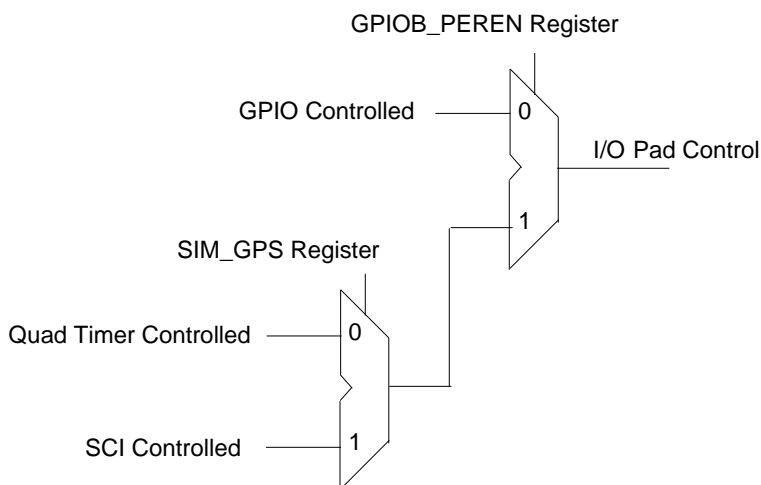 GPIOB_PEREN Register
GPIO Controlled
0
I/O Pad Control
1
SIM_GPS Register
Quad Timer Controlled
0
SCI Controlled
1